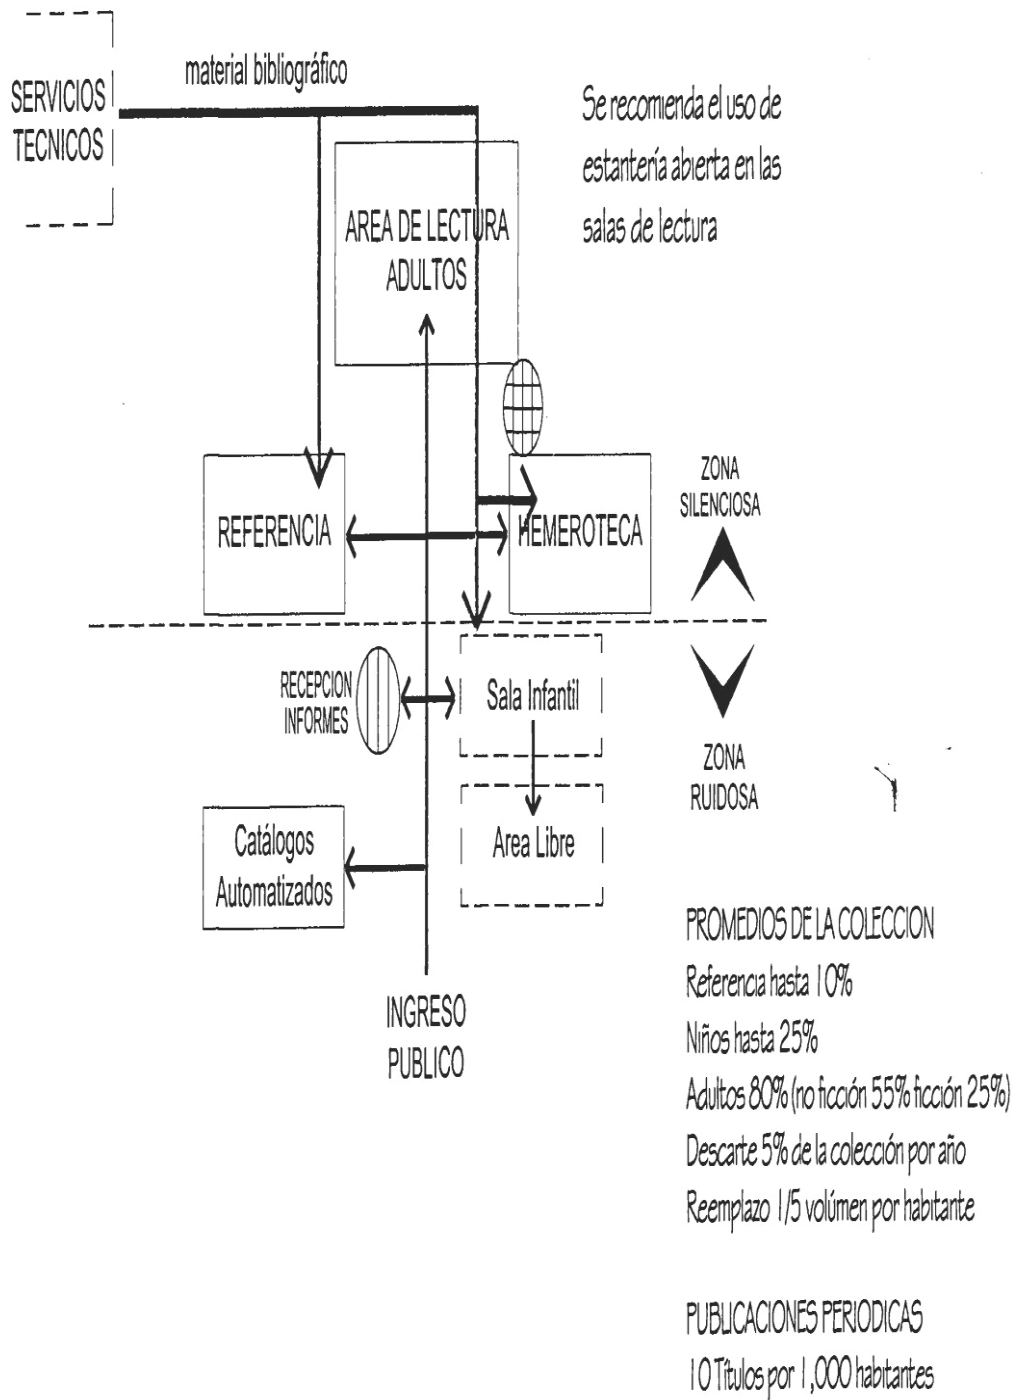 material bibliográfico
SERVICIOS
TECNICOS
Se recomienda el uso de
estantería abierta en las
salas de lectura
AREA DE LECTURA
ADULTOS
REFERENCIA
HEMEROTECA
ZONA
SILENCIOSA
RECEPCION
INFORMES
Sala Infantil
ZONA
RUIDOSA
Catálogos
Automatizados
Area Libre
INGRESO
PUBLICO
PROMEDIOS DE LA COLECCION
Referencia hasta 10%
Niños hasta 25%
Adultos 80% (no ficción 55% ficción 25%)
Descarte 5% de la colección por año
Reemplazo 1/5 volúmen por habitante
PUBLICACIONES PERIODICAS
10 Títulos por 1,000 habitantes